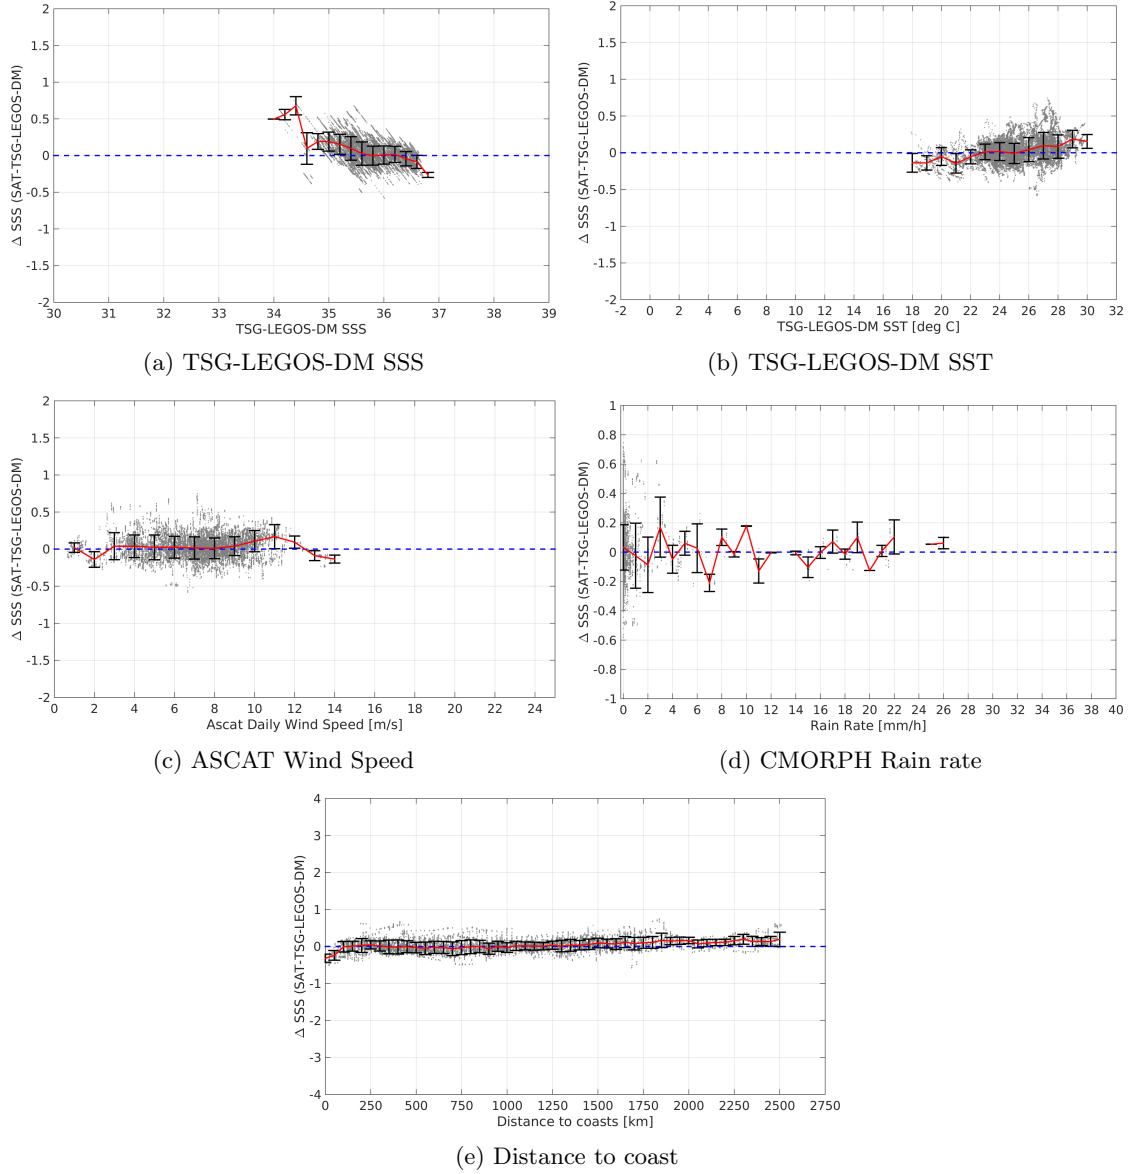 2
1.5
1
0.5
0
-0.5
-1
-1.5
-2
Δ SSS (SAT-TSG-LEGOS-DM)
30 31 32 33 34 35 36 37 38 39
TSG-LEGOS-DM SSS
(a) TSG-LEGOS-DM SSS
2
1.5
1
0.5
0
-0.5
-1
-1.5
-2
Δ SSS (SAT-TSG-LEGOS-DM)
-2 0 2 4 6 8 10 12 14 16 18 20 22 24 26 28 30 32
TSG-LEGOS-DM SST [deg C]
(b) TSG-LEGOS-DM SST
2
1.5
1
0.5
0
-0.5
-1
-1.5
-2
Δ SSS (SAT-TSG-LEGOS-DM)
0 2 4 6 8 10 12 14 16 18 20 22 24
Ascat Daily Wind Speed [m/s]
(c) ASCAT Wind Speed
1
0.8
0.6
0.4
0.2
0
-0.2
-0.4
-0.6
-0.8
-1
Δ SSS (SAT-TSG-LEGOS-DM)
0 2 4 6 8 10 12 14 16 18 20 22 24 26 28 30 32 34 36 38 40
Rain Rate [mm/h]
(d) CMORPH Rain rate
4
3
2
1
0
-1
-2
-3
-4
Δ SSS (SAT-TSG-LEGOS-DM)
0 250 500 750 1000 1250 1500 1750 2000 2250 2500 2750
Distance to coasts [km]
(e) Distance to coast